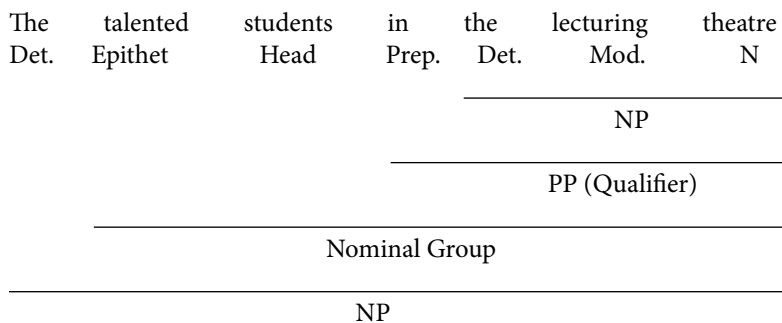 The talented students in the lecturing theatre
Det. Epithet Head Prep. Det. Mod. N
NP
PP (Qualifier)
Nominal Group
NP